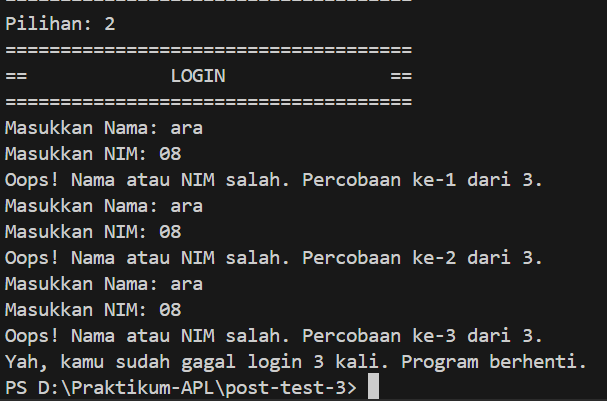 =====================================
Pilihan: 2
=====================================
==             LOGIN               ==
=====================================
Masukkan Nama: ara
Masukkan NIM: 08
Oops! Nama atau NIM salah. Percobaan ke-1 dari 3.
Masukkan Nama: ara
Masukkan NIM: 08
Oops! Nama atau NIM salah. Percobaan ke-2 dari 3.
Masukkan Nama: ara
Masukkan NIM: 08
Oops! Nama atau NIM salah. Percobaan ke-3 dari 3.
Yah, kamu sudah gagal login 3 kali. Program berhenti.
PS D:\Praktikum-APL\post-test-3>